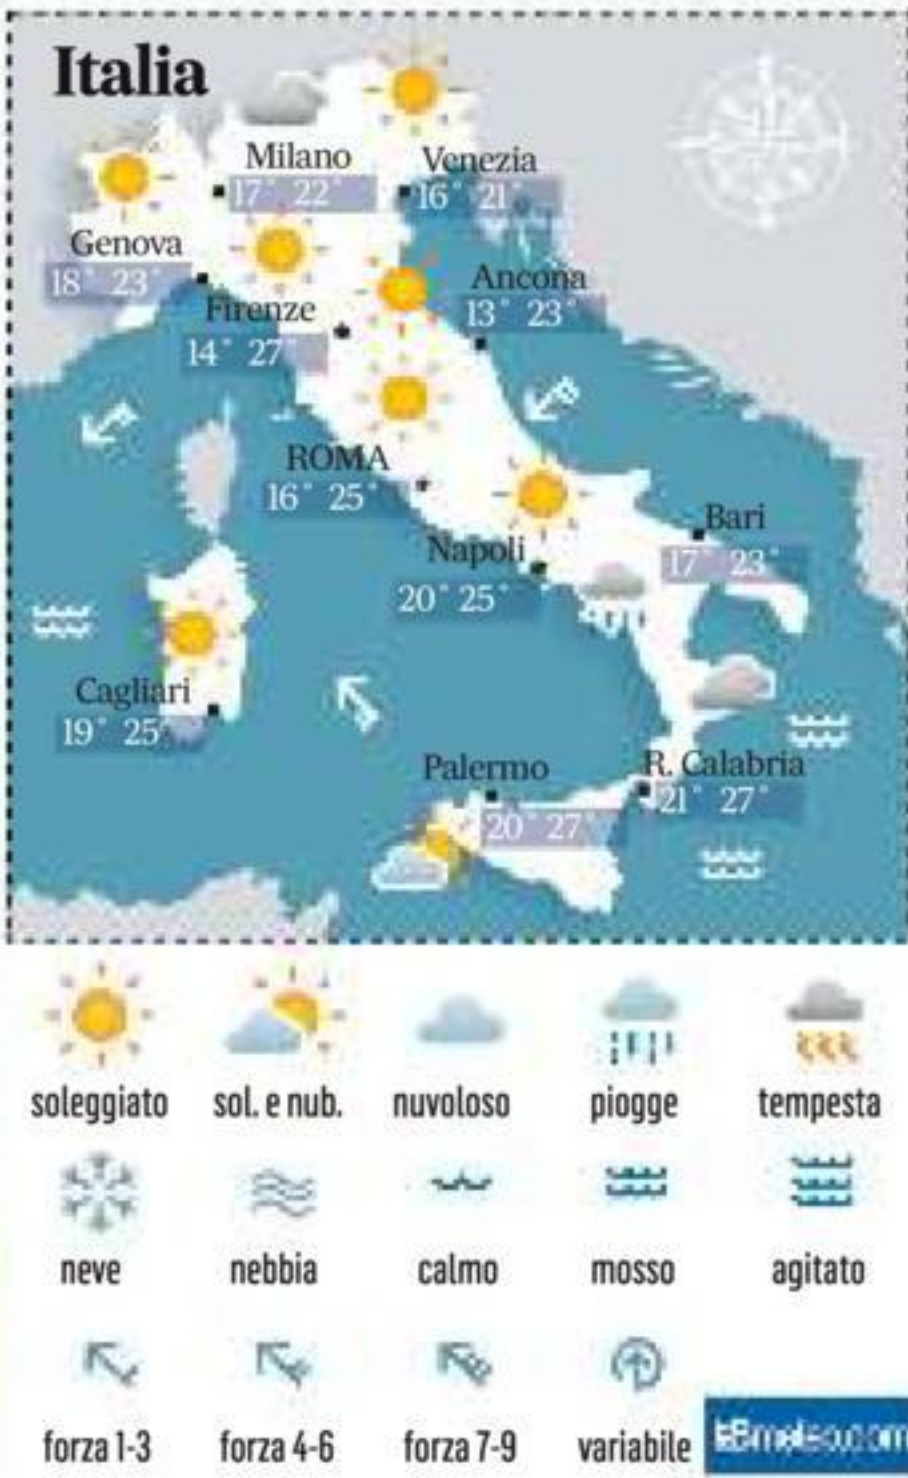 Italia
Milano
17° 22°
Venezia
16° 21°
Genova
18° 23°
Firenze
14° 27°
Ancona
13° 23°
ROMA
16° 25°
Napoli
20° 25°
Bari
17° 23°
Cagliari
19° 25°
Palermo
20° 27°
R. Calabria
21° 27°
soleggiato sol. e nub. nuvoloso piogge tempesta
neve nebbia calmo mosso agitato
forza 1-3 forza 4-6 forza 7-9 variabile